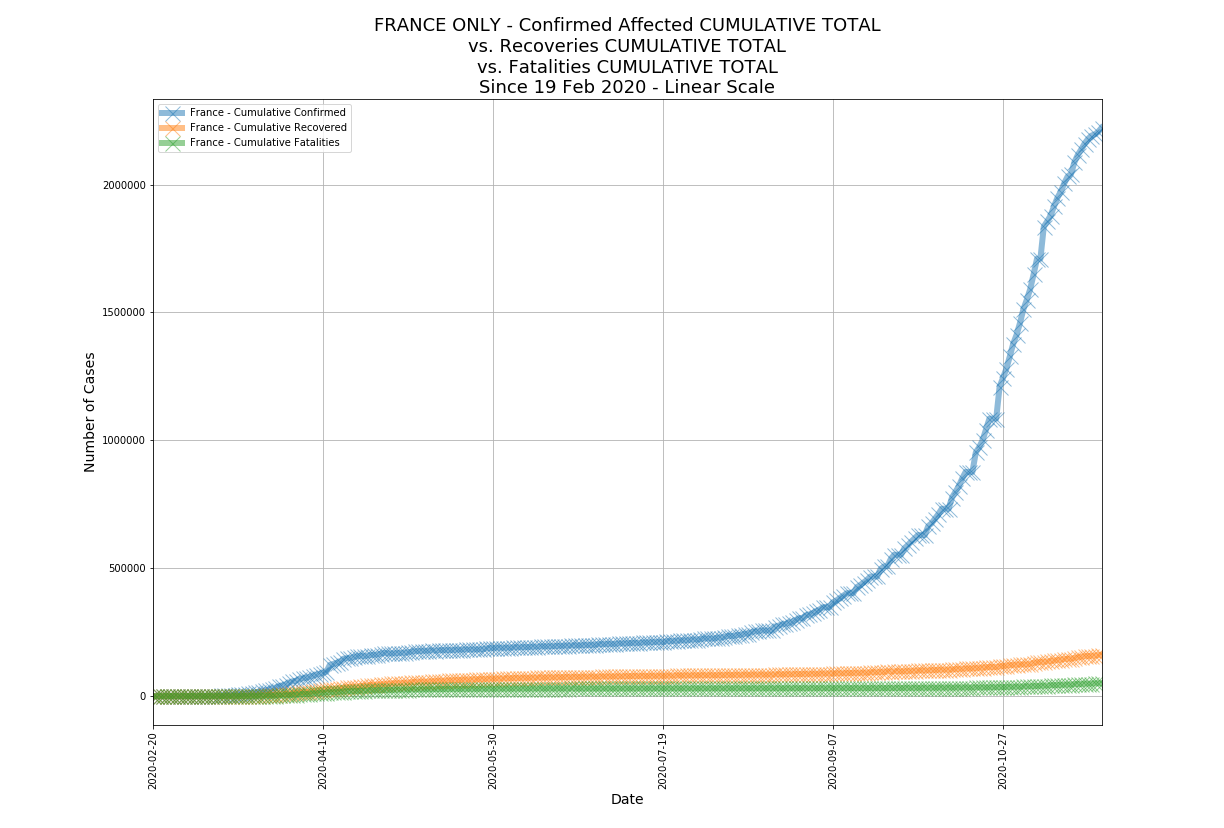 FRANCE ONLY - Confirmed Affected CUMULATIVE TOTAL
vs. Recoveries CUMULATIVE TOTAL
vs. Fatalities CUMULATIVE TOTAL
Since 19 Feb 2020 - Linear Scale
France - Cumulative Confirmed
France - Cumulative Recovered
France - Cumulative Fatalities
Number of Cases
2000000
1500000
1000000
500000
0
2020-02-20
2020-04-10
2020-05-30
2020-07-19
2020-09-07
2020-10-27
Date